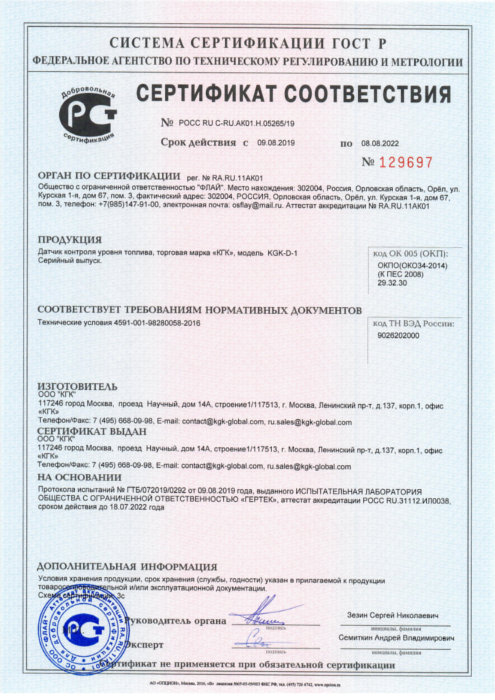 СИСТЕМА СЕРТИФИКАЦИИ ГОСТ Р
ФЕДЕРАЛЬНОЕ АГЕНТСТВО ПО ТЕХНИЧЕСКОМУ РЕГУЛИРОВАНИЮ И МЕТРОЛОГИИ
Добровольная
сертификация
СЕРТИФИКАТ СООТВЕТСТВИЯ
№ РОСС RU C-RU.АК01.Н.05265/19
Срок действия с 09.08.2019 по 08.08.2022
№ 129697
ОРГАН ПО СЕРТИФИКАЦИИ рег. № RA.RU.11АК01
Общество с ограниченной ответственностью "ФЛАЙ". Место нахождения: 302004, Россия, Орловская область, Орёл, ул.
Курская 1-я, дом 67, пом. 3, фактический адрес: 302004, РОССИЯ, Орловская область, Орёл, ул. Курская 1-я, дом 67,
пом. 3, телефон: +7(985)147-91-00, электронная почта: osflay@mail.ru. Аттестат аккредитации № RA.RU.11АК01
ПРОДУКЦИЯ
Датчик контроля уровня топлива, торговая марка «КГК», модель KGK-D-1
Серийный выпуск.
код ОК 005 (ОКП):
ОКПО(ОК034-2014)
(К ПЕС 2008)
29.32.30
СООТВЕТСТВУЕТ ТРЕБОВАНИЯМ НОРМАТИВНЫХ ДОКУМЕНТОВ
Технические условия 4591-001-98280058-2016
код ТН ВЭД России:
9026202000
ИЗГОТОВИТЕЛЬ
ООО "КГК"
117246 город Москва, проезд Научный, дом 14А, строение1/117513, г. Москва, Ленинский пр-т, д.137, корп.1, офис
«КГК»
Телефон/Факс: 7 (495) 668-09-98, E-mail: contact@kgk-global.com, ru.sales@kgk-global.com
СЕРТИФИКАТ ВЫДАН
ООО "КГК"
117246 город Москва, проезд Научный, дом 14А, строение1/117513, г. Москва, Ленинский пр-т, д.137, корп.1, офис
«КГК»
Телефон/Факс: 7 (495) 668-09-98, E-mail: contact@kgk-global.com, ru.sales@kgk-global.com
НА ОСНОВАНИИ
Протокола испытаний № ГТБ/072019/0292 от 09.08.2019 года, выданного ИСПЫТАТЕЛЬНАЯ ЛАБОРАТОРИЯ
ОБЩЕСТВА С ОГРАНИЧЕННОЙ ОТВЕТСТВЕННОСТЬЮ «ГЕРТЕК», аттестат аккредитации РОСС RU.31112.ИЛ0038,
сроком действия до 18.07.2022 года
ДОПОЛНИТЕЛЬНАЯ ИНФОРМАЦИЯ
Условия хранения продукции, срок хранения (службы, годности) указан в прилагаемой к продукции
товаросопроводительной и/или эксплуатационной документации.
Схема сертификации: 3с
Руководитель органа
подпись
Зезин Сергей Николаевич
инициалы, фамилия
Эксперт
подпись
Семиткин Андрей Владимирович
инициалы, фамилия
Сертификат не применяется при обязательной сертификации